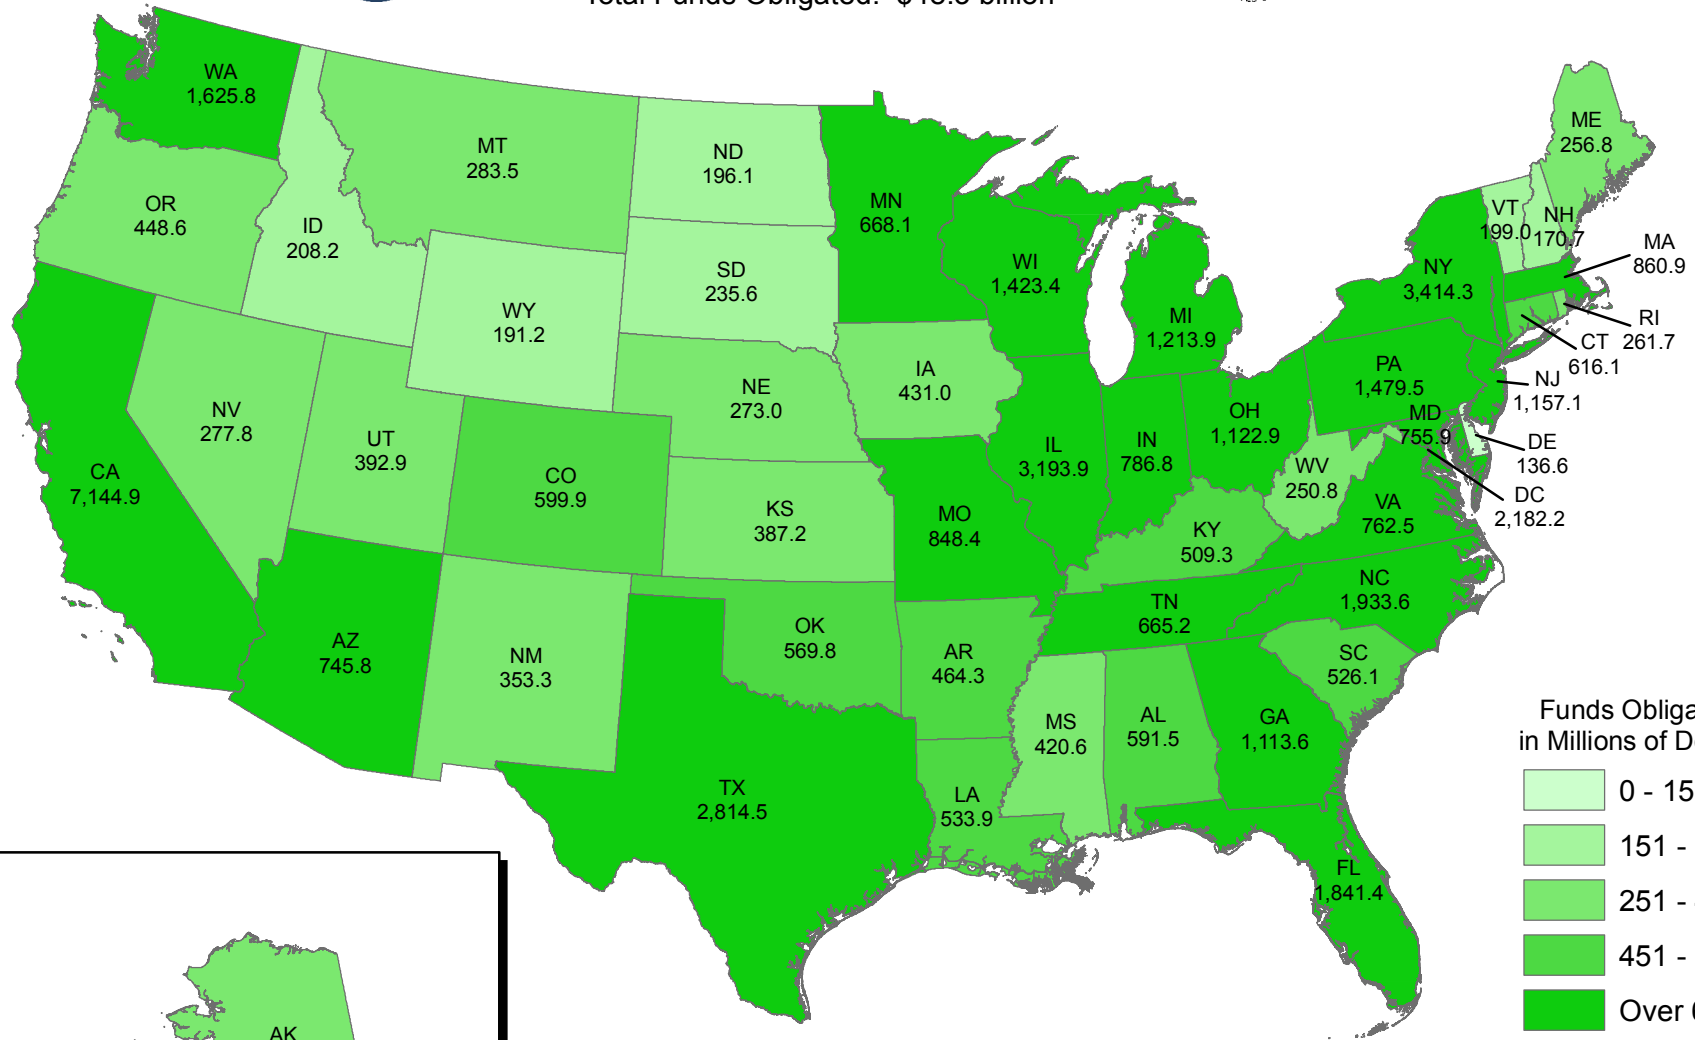 WA
1,625.8
MT
283.5
ND
196.1
MN
668.1
ME
256.8
OR
448.6
ID
208.2
VT
199.0
NH
170.7
MA
860.9
SD
235.6
WI
1,423.4
NY
3,414.3
WY
191.2
MI
1,213.9
RI
261.7
CT
616.1
IA
431.0
PA
1,479.5
NJ
1,157.1
NE
273.0
NV
277.8
UT
392.9
OH
1,122.9
MD
755.9
DE
136.6
CA
7,144.9
CO
599.9
IL
3,193.9
IN
786.8
WV
250.8
DC
2,182.2
KS
387.2
MO
848.4
VA
762.5
KY
509.3
NC
1,933.6
TN
665.2
AZ
745.8
NM
353.3
OK
569.8
AR
464.3
SC
526.1
MS
420.6
AL
591.5
GA
1,113.6
TX
2,814.5
LA
533.9
FL
1,841.4
AK
Funds Obliga
in Millions of D
0 - 15
151 -
251 -
451 -
Over